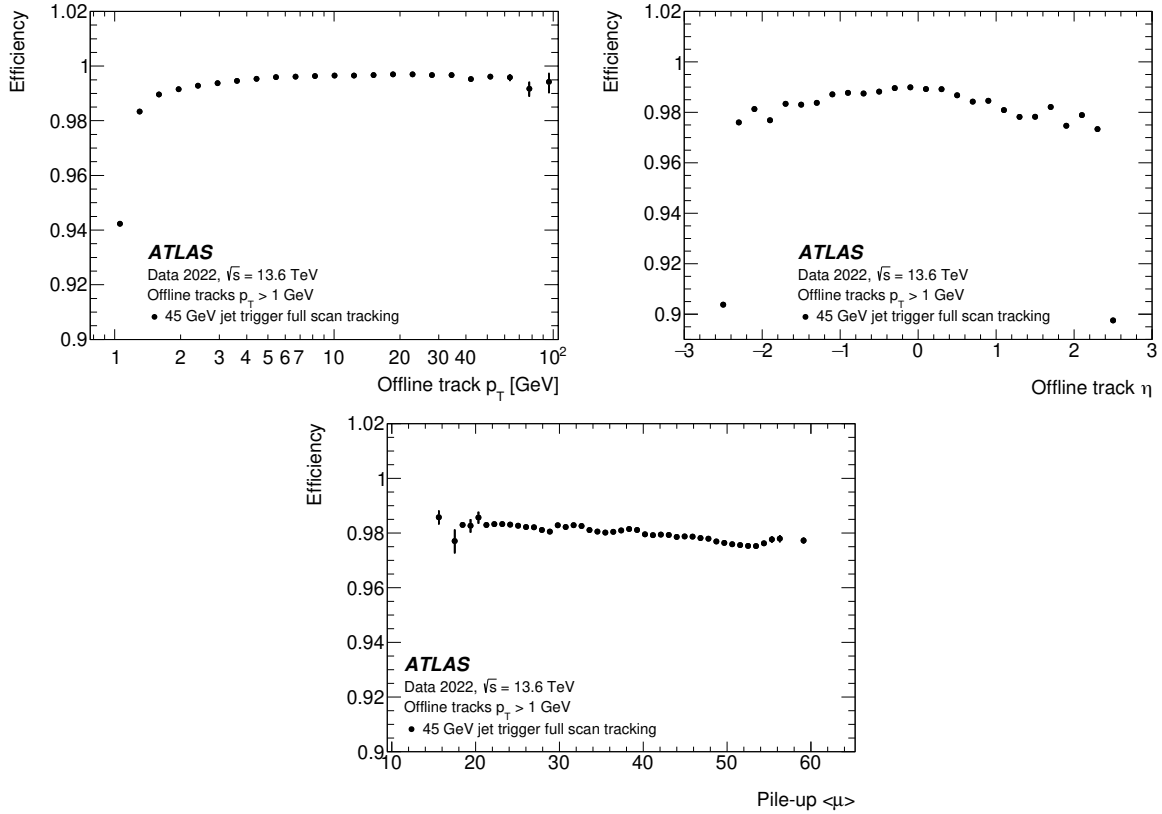 Efficiency
1.02
1
0.98
0.96
0.94
0.92
0.9
ATLAS
Data 2022, √s = 13.6 TeV
Offline tracks p_T > 1 GeV
45 GeV jet trigger full scan tracking
1 2 3 4 5 6 7 10 20 30 40 10²
Offline track p_T [GeV]
Efficiency
1.02
1
0.98
0.96
0.94
0.92
0.9
ATLAS
Data 2022, √s = 13.6 TeV
Offline tracks p_T > 1 GeV
45 GeV jet trigger full scan tracking
−3 −2 −1 0 1 2 3
Offline track η
Efficiency
1.02
1
0.98
0.96
0.94
0.92
0.9
ATLAS
Data 2022, √s = 13.6 TeV
Offline tracks p_T > 1 GeV
45 GeV jet trigger full scan tracking
10 20 30 40 50 60
Pile-up <μ>